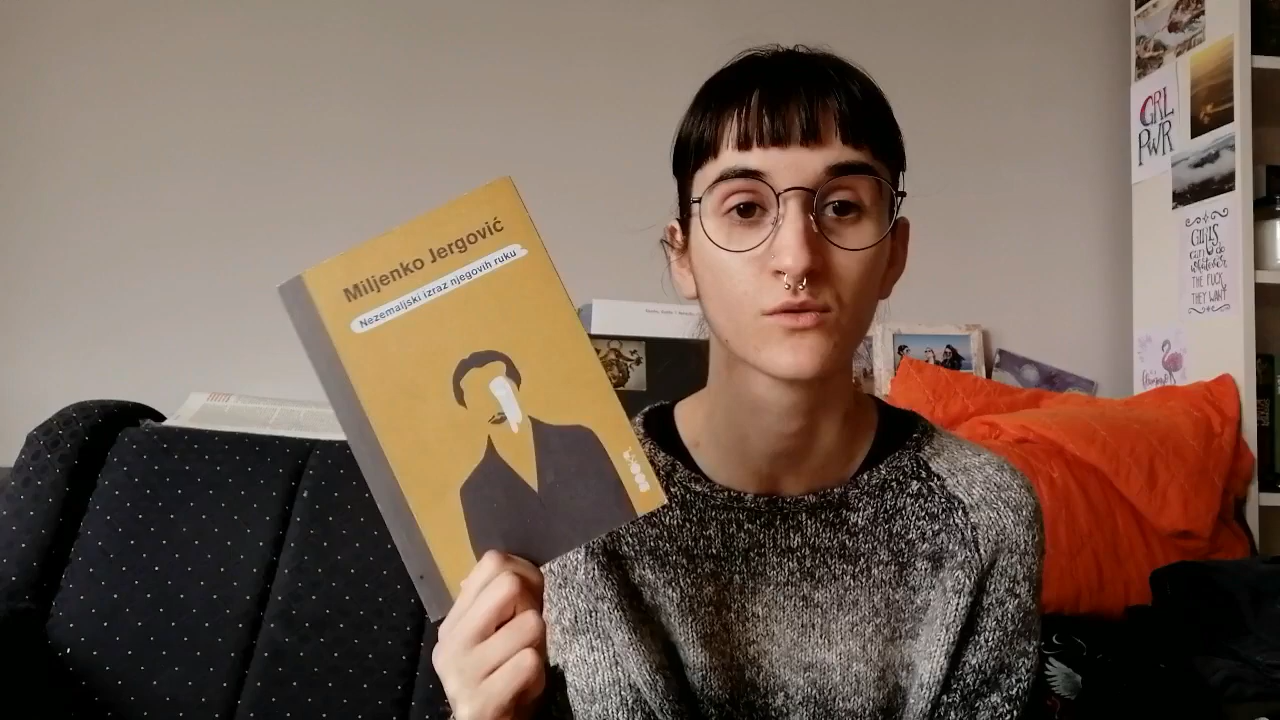 Miljenko Jergović
Nezemaljski izraz njegovih ruku
GRL
PWR
GIRLS
can do
whatever
THE FUCK
THEY WANT